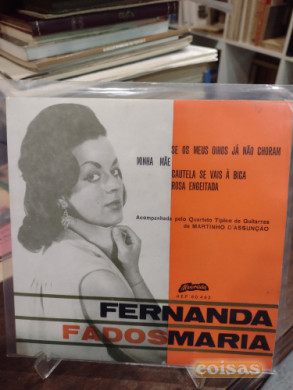 SE OS MEUS OLHOS JÁ NÃO CHORAM
MINHA MÃE
CAUTELA SE VAIS À BICA
ROSA ENGEITADA
Acompanhada pelo Quarteto Típico de Guitarras
de MARTINHO D'ASSUNÇÃO
FERNANDA
FADOS MARIA
coisas